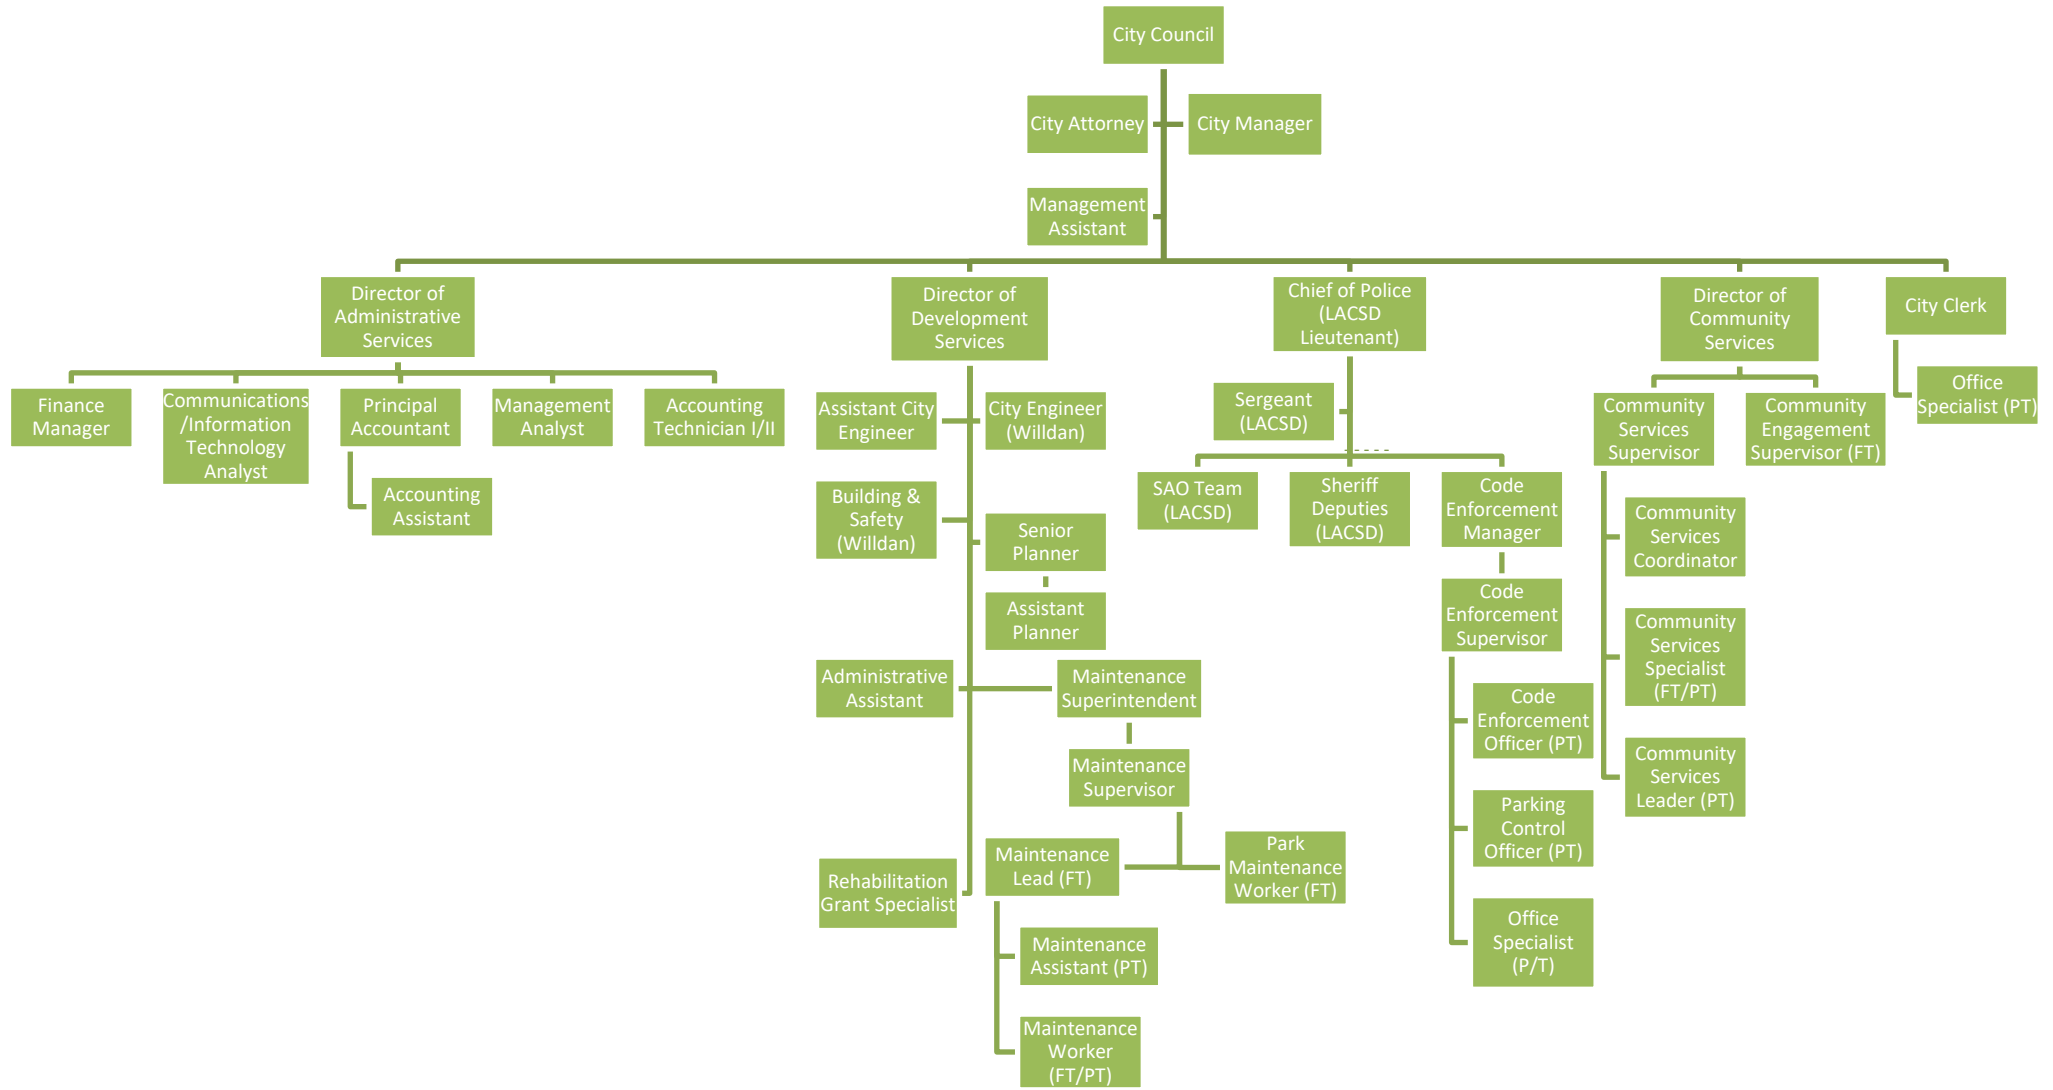 City Council
City Attorney
City Manager
Management
Assistant
Director of
Administrative
Services
Director of
Development
Services
Chief of Police
(LACSD
Lieutenant)
Director of
Community
Services
City Clerk
Finance
Manager
Communications
/Information
Technology
Analyst
Principal
Accountant
Management
Analyst
Accounting
Technician I/II
Accounting
Assistant
Assistant City
Engineer
City Engineer
(Willdan)
Building &
Safety
(Willdan)
Senior
Planner
Assistant
Planner
Administrative
Assistant
Maintenance
Superintendent
Maintenance
Supervisor
Maintenance
Lead (FT)
Park
Maintenance
Worker (FT)
Rehabilitation
Grant Specialist
Maintenance
Assistant (PT)
Maintenance
Worker
(FT/PT)
Sergeant
(LACSD)
SAO Team
(LACSD)
Sheriff
Deputies
(LACSD)
Code
Enforcement
Manager
Code
Enforcement
Supervisor
Code
Enforcement
Officer (PT)
Parking
Control
Officer (PT)
Office
Specialist
(P/T)
Community
Services
Supervisor
Community
Engagement
Supervisor (FT)
Community
Services
Coordinator
Community
Services
Specialist
(FT/PT)
Community
Services
Leader (PT)
Office
Specialist (PT)